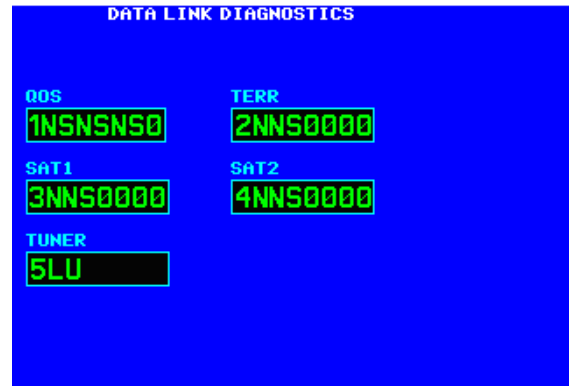 DATA LINK DIAGNOSTICS
QOS TERR
1NSNSNS0 2NNS0000
SAT1 SAT2
3NNS0000 4NNS0000
TUNER
5LU